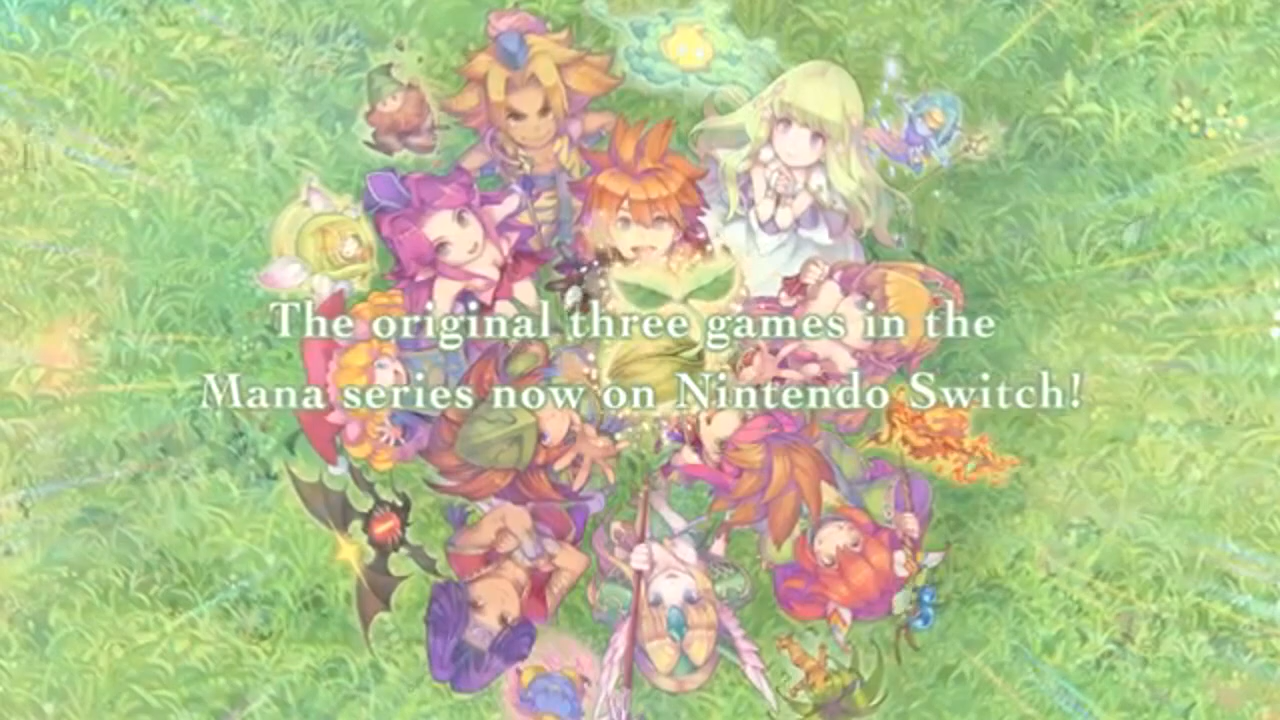 The original three games in the
Mana series now on Nintendo Switch!